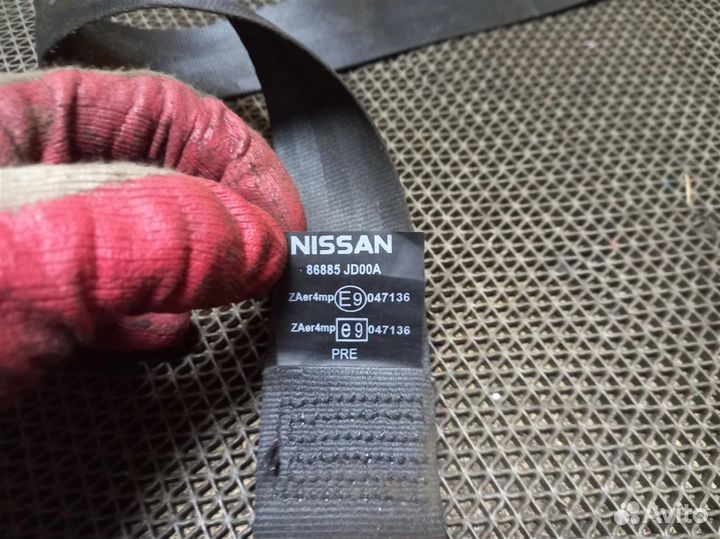 NISSAN
86885 JD00A
ZAer4mp E9 047136
ZAer4mp e9 047136
PRE
Avito